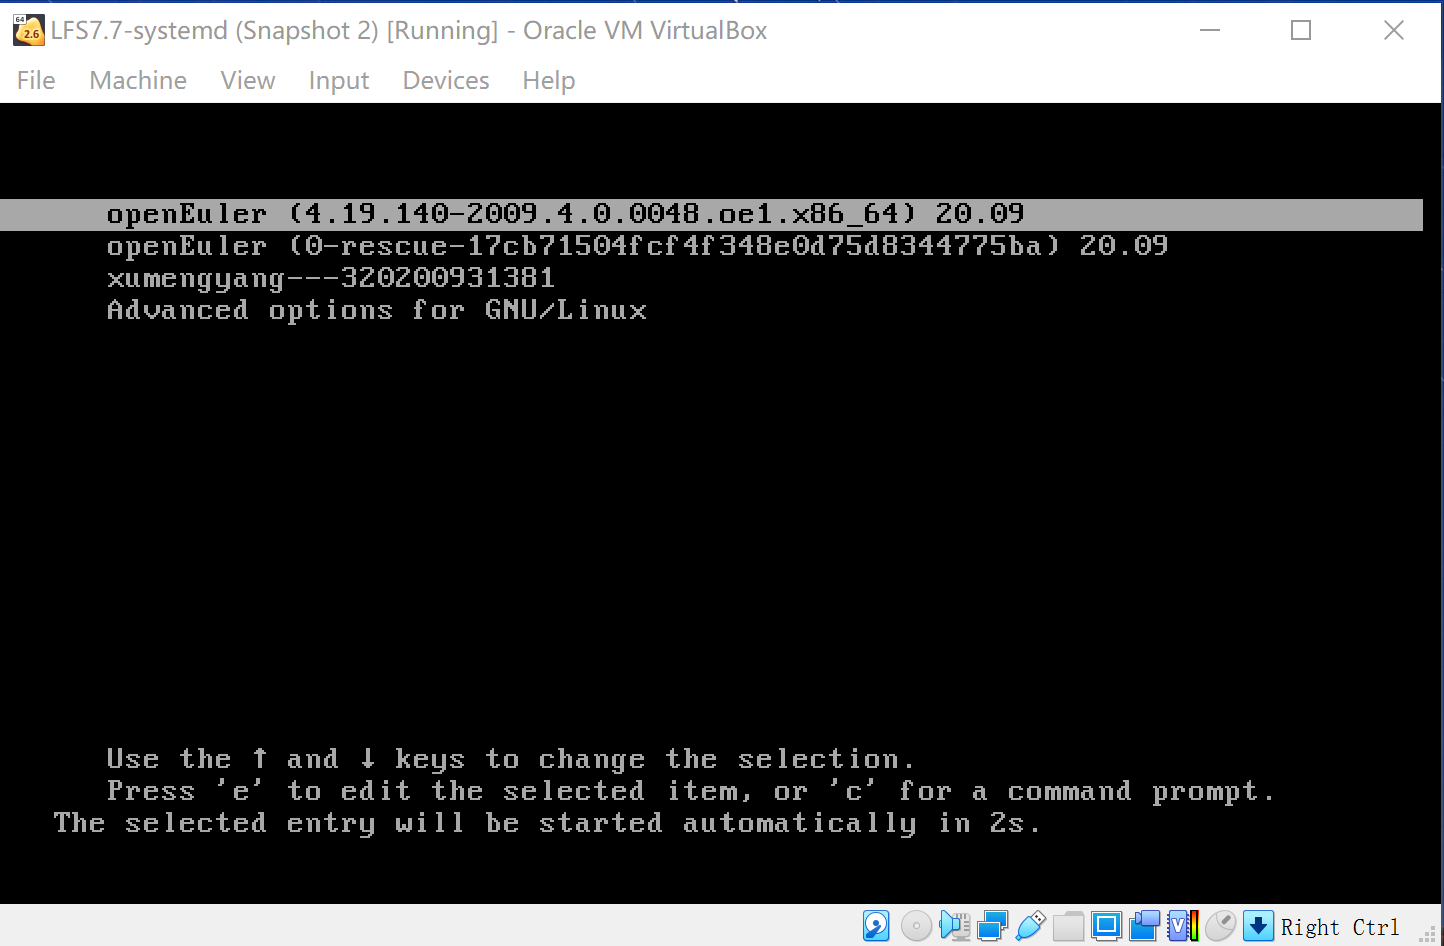 64
2.6
LFS7.7-systemd (Snapshot 2) [Running] - Oracle VM VirtualBox
File Machine View Input Devices Help
openEuler (4.19.140-2009.4.0.0048.oe1.x86_64) 20.09
openEuler (0-rescue-17cb71504fcf4f348e0d75d8344775ba) 20.09
xumengyang---320200931381
Advanced options for GNU/Linux
Use the ↑ and ↓ keys to change the selection.
Press 'e' to edit the selected item, or 'c' for a command prompt.
The selected entry will be started automatically in 2s.
V
Right Ctrl